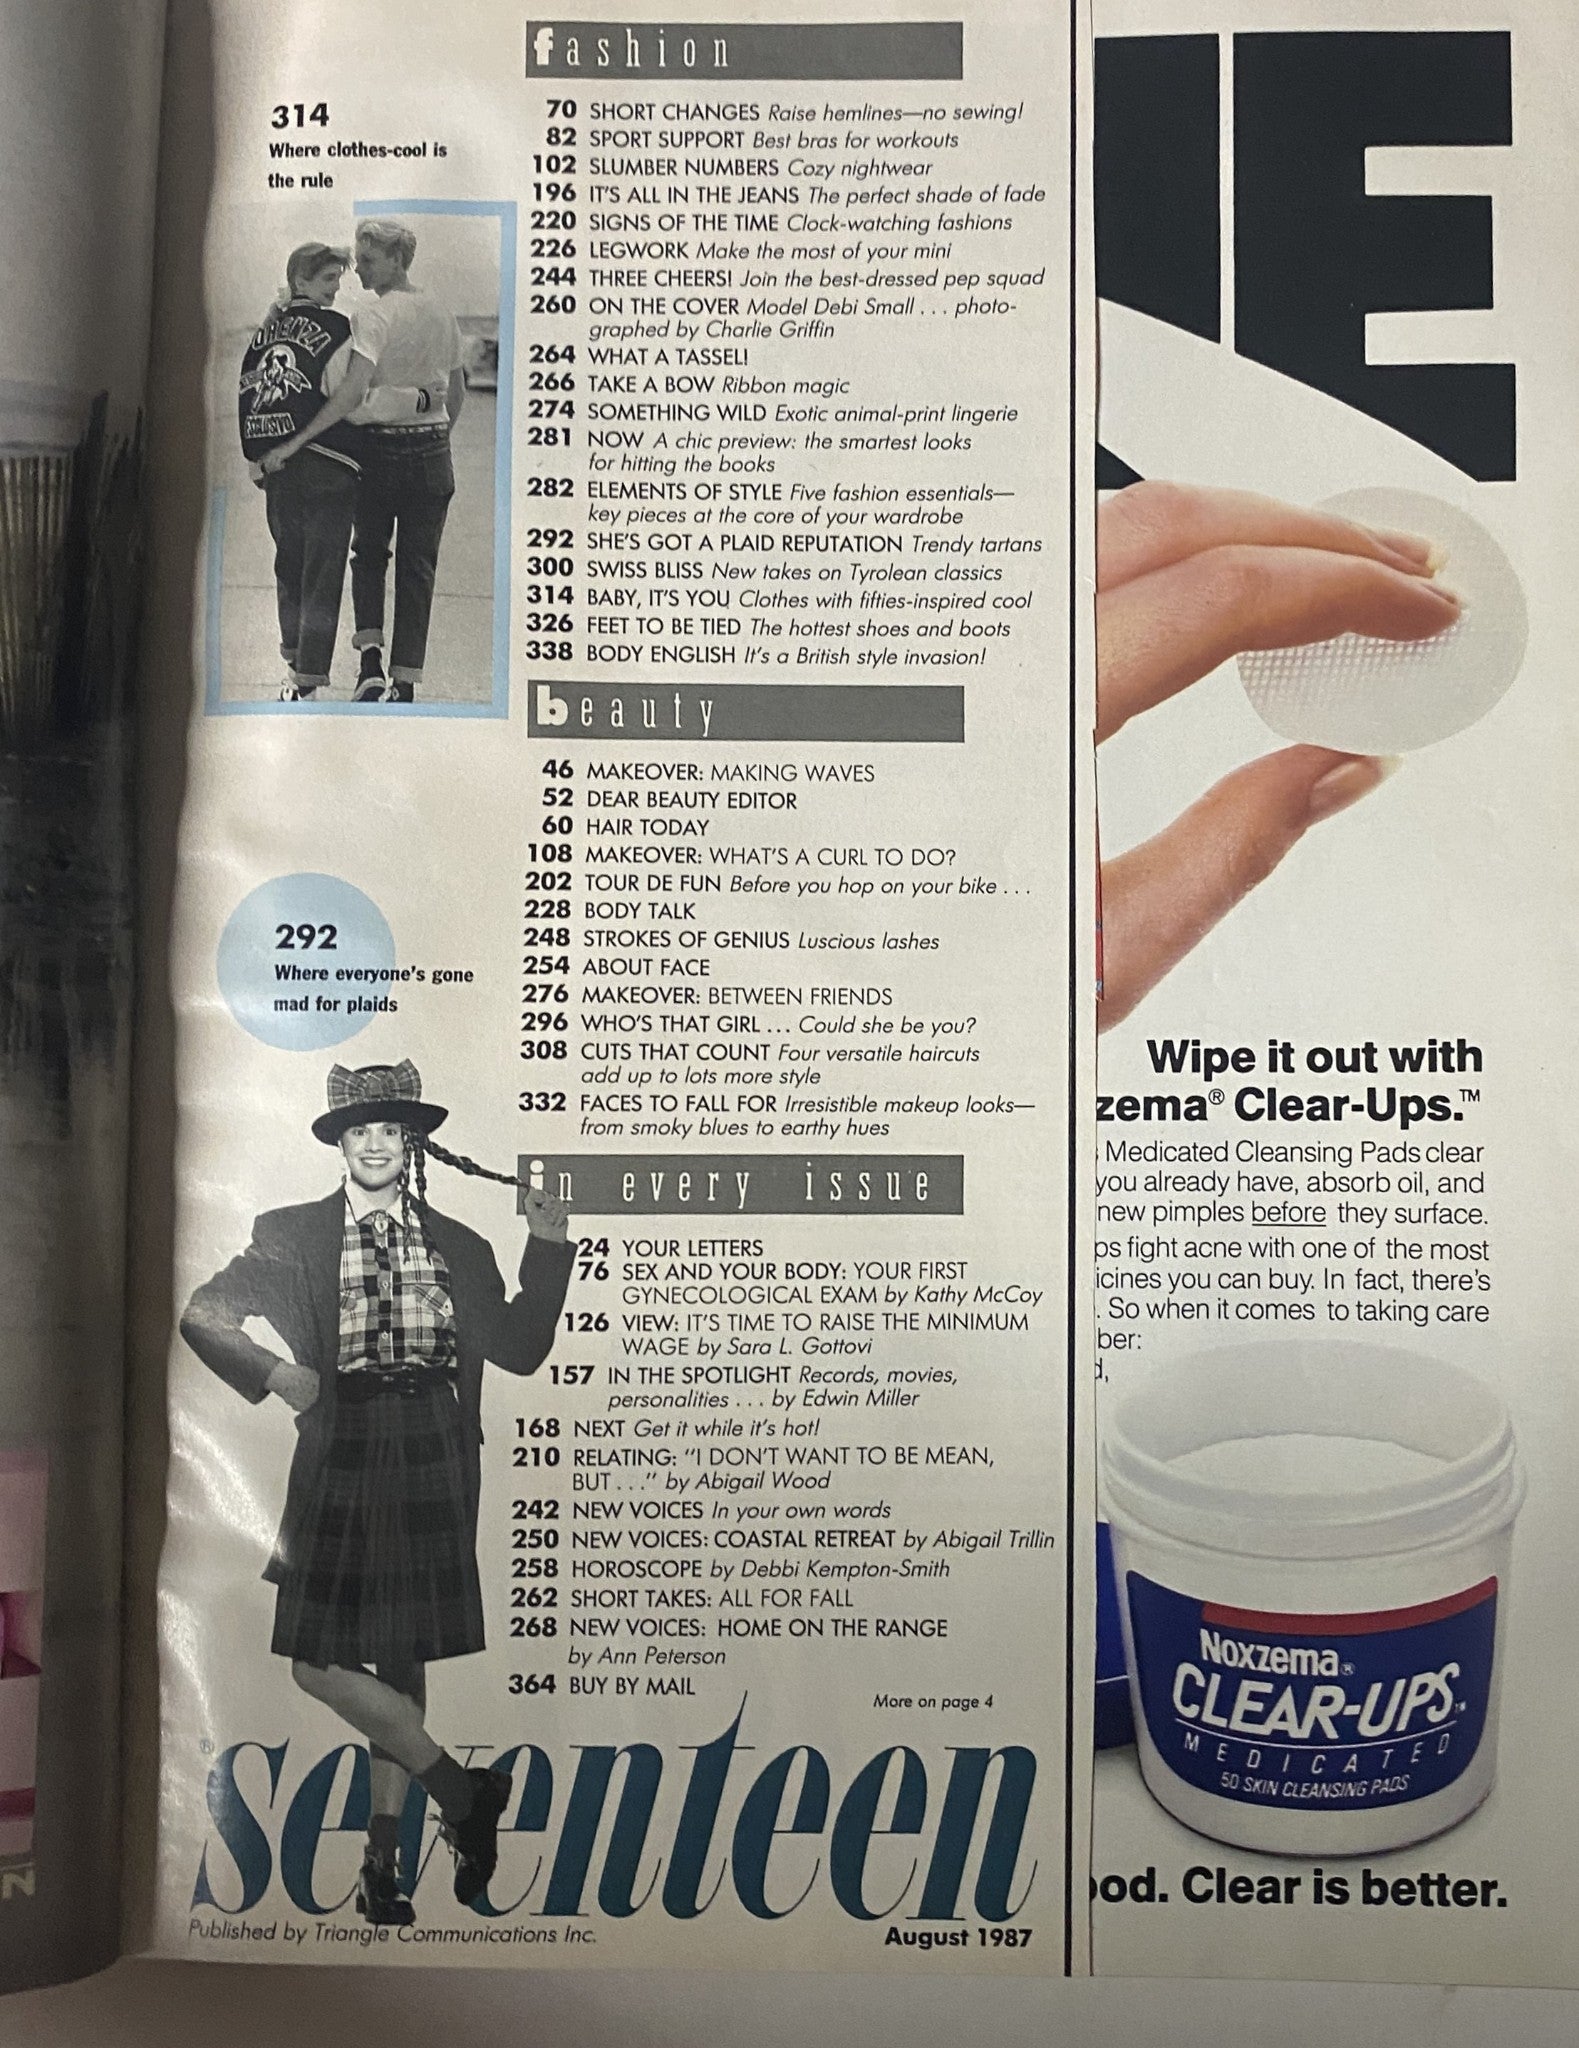 fashion
314
Where clothes-cool is
the rule
70 SHORT CHANGES Raise hemlines—no sewing!
82 SPORT SUPPORT Best bras for workouts
102 SLUMBER NUMBERS Cozy nightwear
196 IT'S ALL IN THE JEANS The perfect shade of fade
220 SIGNS OF THE TIME Clock-watching fashions
226 LEGWORK Make the most of your mini
244 THREE CHEERS! Join the best-dressed pep squad
260 ON THE COVER Model Debi Small . . . photo-
graphed by Charlie Griffin
264 WHAT A TASSEL!
266 TAKE A BOW Ribbon magic
274 SOMETHING WILD Exotic animal-print lingerie
281 NOW A chic preview: the smartest looks
for hitting the books
282 ELEMENTS OF STYLE Five fashion essentials—
key pieces at the core of your wardrobe
292 SHE'S GOT A PLAID REPUTATION Trendy tartans
300 SWISS BLISS New takes on Tyrolean classics
314 BABY, IT'S YOU Clothes with fifties-inspired cool
326 FEET TO BE TIED The hottest shoes and boots
338 BODY ENGLISH It's a British style invasion!
beauty
46 MAKEOVER: MAKING WAVES
52 DEAR BEAUTY EDITOR
60 HAIR TODAY
108 MAKEOVER: WHAT'S A CURL TO DO?
202 TOUR DE FUN Before you hop on your bike . . .
228 BODY TALK
248 STROKES OF GENIUS Luscious lashes
254 ABOUT FACE
276 MAKEOVER: BETWEEN FRIENDS
296 WHO'S THAT GIRL . . . Could she be you?
308 CUTS THAT COUNT Four versatile haircuts
add up to lots more style
332 FACES TO FALL FOR Irresistible makeup looks—
from smoky blues to earthy hues
292
Where everyone's gone
mad for plaids
in every issue
24 YOUR LETTERS
76 SEX AND YOUR BODY: YOUR FIRST
GYNECOLOGICAL EXAM by Kathy McCoy
126 VIEW: IT'S TIME TO RAISE THE MINIMUM
WAGE by Sara L. Gottovi
157 IN THE SPOTLIGHT Records, movies,
personalities . . . by Edwin Miller
168 NEXT Get it while it's hot!
210 RELATING: "I DON'T WANT TO BE MEAN,
BUT . . ." by Abigail Wood
242 NEW VOICES In your own words
250 NEW VOICES: COASTAL RETREAT by Abigail Trillin
258 HOROSCOPE by Debbi Kempton-Smith
262 SHORT TAKES: ALL FOR FALL
268 NEW VOICES: HOME ON THE RANGE
by Ann Peterson
364 BUY BY MAIL
More on page 4
® seventeen
Published by Triangle Communications Inc.
August 1987
E
Wipe it out with
zema® Clear-Ups.™
Medicated Cleansing Pads clear
you already have, absorb oil, and
new pimples before they surface.
ps fight acne with one of the most
icines you can buy. In fact, there's
. So when it comes to taking care
ber:
d,
Noxzema®
CLEAR-UPS™
MEDICATED
50 SKIN CLEANSING PADS
od. Clear is better.
N